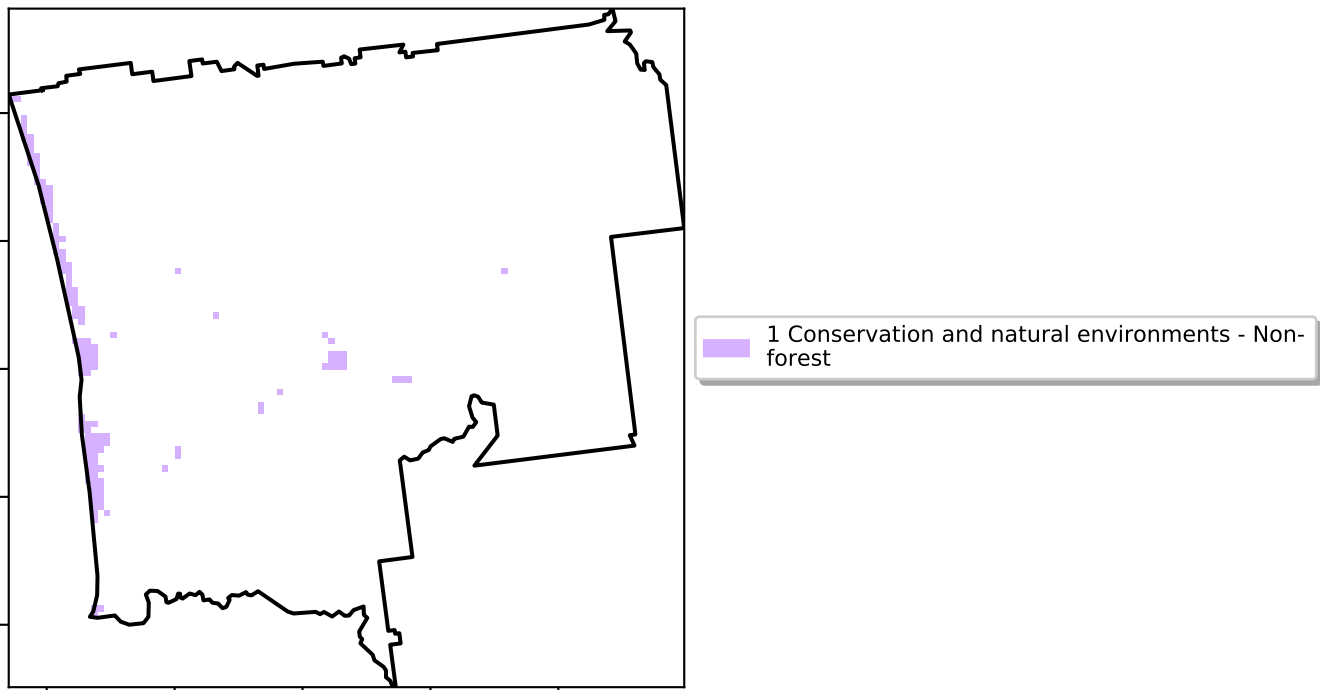 1 Conservation and natural environments - Non-
forest